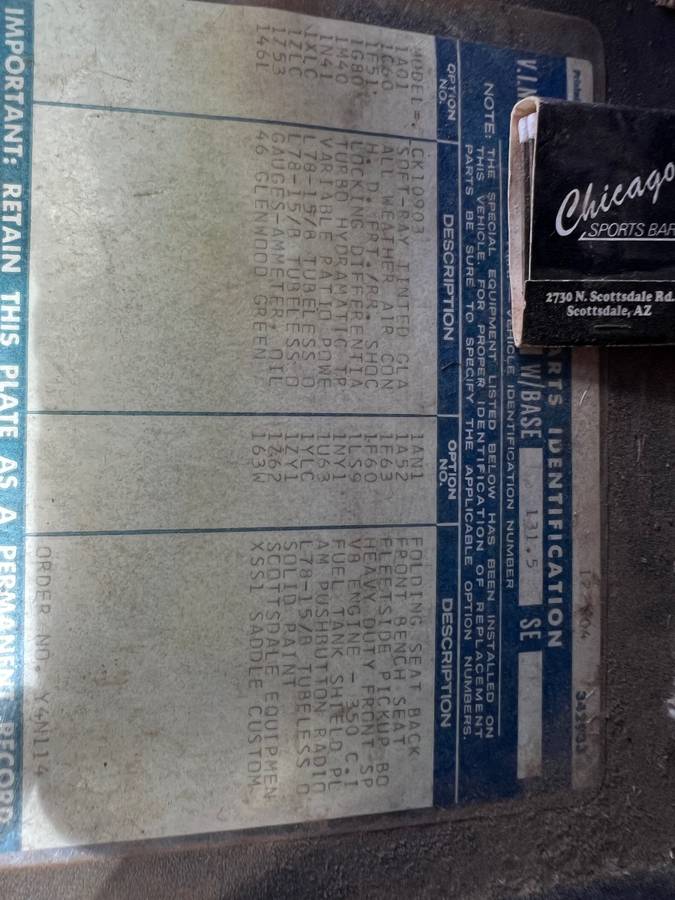 PARTS IDENTIFICATION
V.I.N.
W/BASE 131.5 SE
VEHICLE IDENTIFICATION NUMBER
NOTE: THE SPECIAL EQUIPMENT LISTED BELOW HAS BEEN INSTALLED ON
THIS VEHICLE. FOR PROPER IDENTIFICATION OF REPLACEMENT
PARTS BE SURE TO SPECIFY THE APPLICABLE OPTION NUMBERS.
OPTION NO. DESCRIPTION OPTION NO. DESCRIPTION
MODEL = CK10903 1AN1 FOLDING SEAT BACK
1A01 SOFT-RAY TINTED GLA 1A52 FRONT BENCH SEAT
1C60 ALL WEATHER AIR CON 1E63 FLEETSIDE PICKUP BO
1F51 H. D. FRT./RR. SHOC 1F60 HEAVY DUTY FRONT SP
1G80 LOCKING DIFFERENTIA 1LS9 V8 ENGINE - 350 C.I
1M40 TURBO HYDRAMATIC TR 1NY1 FUEL TANK SHIELD PL
1N41 VARIABLE RATIO POWE 1U63 AM PUSHBUTTON RADIO
1XLC L78-15/B TUBELESS O 1YLC L78-15/B TUBELESS O
1ZLC L78-15/B TUBELESS O 1ZY1 SOLID PAINT
1Z53 GAUGES-AMMETER, OIL 1Z62 SCOTTSDALE EQUIPMEN
146L 46 GLENWOOD GREEN 163W XSS1 SADDLE CUSTOM
ORDER NO. Y4N114
IMPORTANT: RETAIN THIS PLATE AS A PERMANENT RECORD
Chicago
SPORTS BAR
2730 N. Scottsdale Rd.
Scottsdale, AZ